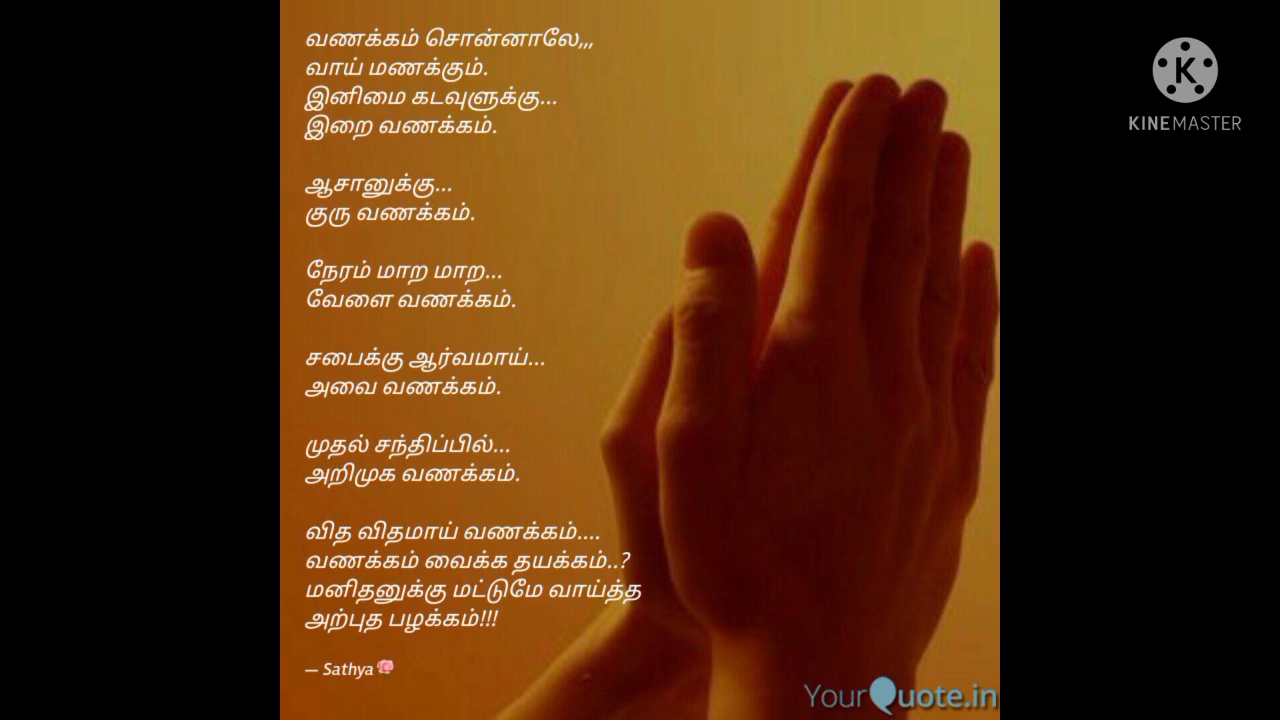 வணக்கம் சொன்னாலே,,,
வாய் மணக்கும்.
இனிமை கடவுளுக்கு...
இறை வணக்கம்.
ஆசானுக்கு...
குரு வணக்கம்.
நேரம் மாற மாற...
வேளை வணக்கம்.
சபைக்கு ஆர்வமாய்...
அவை வணக்கம்.
முதல் சந்திப்பில்...
அறிமுக வணக்கம்.
வித விதமாய் வணக்கம்....
வணக்கம் வைக்க தயக்கம்..?
மனிதனுக்கு மட்டுமே வாய்த்த
அற்புத பழக்கம்!!!
— Sathya🌹
YourQuote.in
K
KINEMASTER